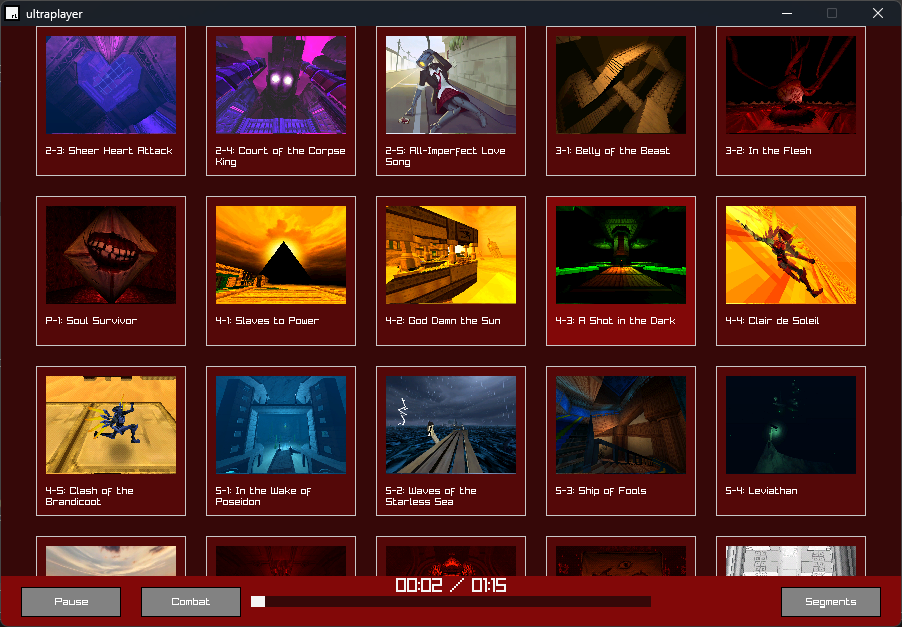 ultraplayer
2-3: Sheer Heart Attack
2-4: Court of the Corpse
King
2-5: All-Imperfect Love
Song
3-1: Belly of the Beast
3-2: In the Flesh
P-1: Soul Survivor
4-1: Slaves to Power
4-2: God Damn the Sun
4-3: A Shot in the Dark
4-4: Clair de Soleil
4-5: Clash of the
Brandicoot
5-1: In the Wake of
Poseidon
5-2: Waves of the
Starless Sea
5-3: Ship of Fools
5-4: Leviathan
00:02 / 01:15
Pause
Combat
Segments